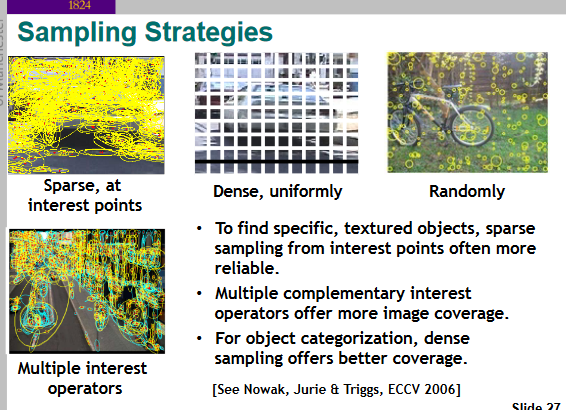 1824
Sampling Strategies
Sparse, at
interest points
Dense, uniformly
Randomly
Multiple interest
operators
• To find specific, textured objects, sparse
sampling from interest points often more
reliable.
• Multiple complementary interest
operators offer more image coverage.
• For object categorization, dense
sampling offers better coverage.
[See Nowak, Jurie & Triggs, ECCV 2006]
Slide 27